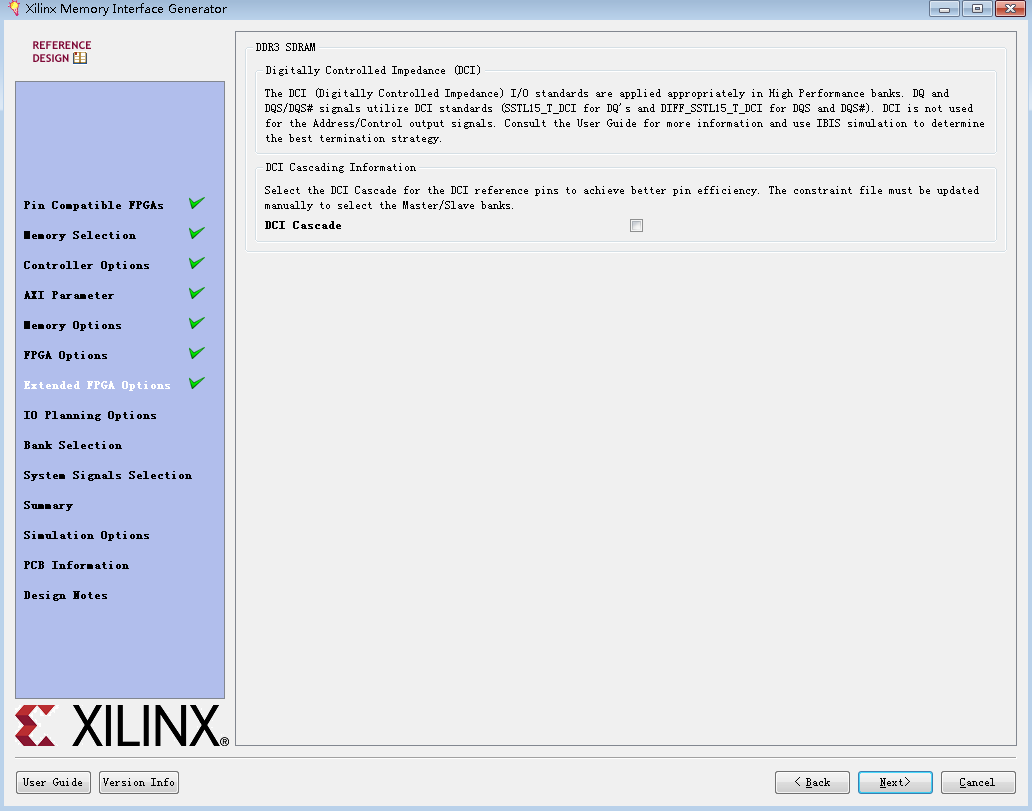 Xilinx Memory Interface Generator
REFERENCE
DESIGN
Pin Compatible FPGAs
Memory Selection
Controller Options
AXI Parameter
Memory Options
FPGA Options
Extended FPGA Options
IO Planning Options
Bank Selection
System Signals Selection
Summary
Simulation Options
PCB Information
Design Notes
XILINX®
DDR3 SDRAM
Digitally Controlled Impedance (DCI)
The DCI (Digitally Controlled Impedance) I/O standards are applied appropriately in High Performance banks. DQ and
DQS/DQS# signals utilize DCI standards (SSTL15_T_DCI for DQ's and DIFF_SSTL15_T_DCI for DQS and DQS#). DCI is not used
for the Address/Control output signals. Consult the User Guide for more information and use IBIS simulation to determine
the best termination strategy.
DCI Cascading Information
Select the DCI Cascade for the DCI reference pins to achieve better pin efficiency. The constraint file must be updated
manually to select the Master/Slave banks.
DCI Cascade
User Guide
Version Info
< Back
Next>
Cancel